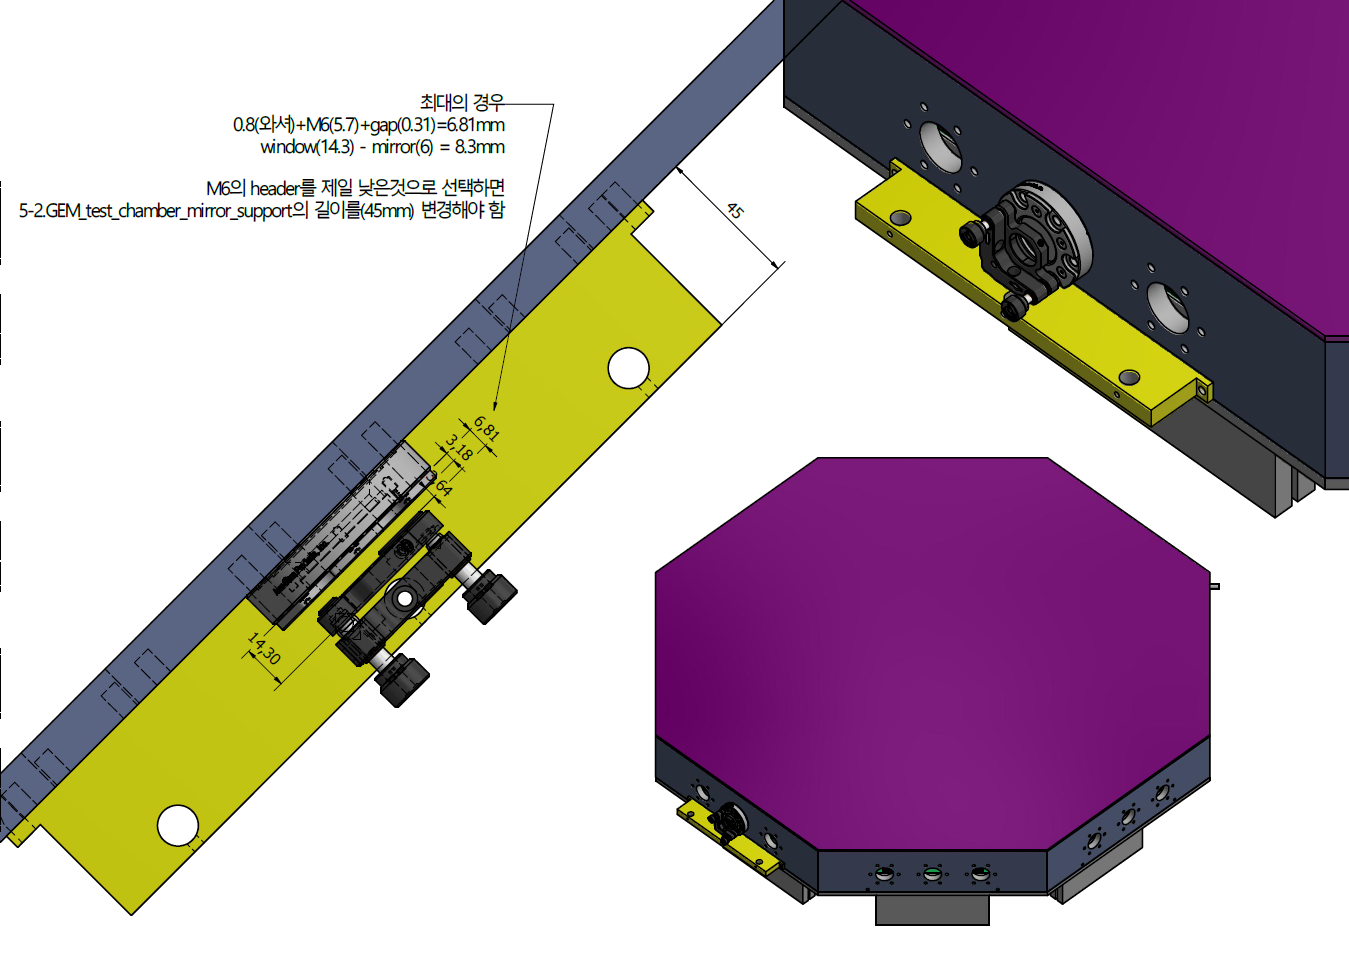 최대의 경우
0.8(와셔)+M6(5.7)+gap(0.31)=6.81mm
window(14.3) - mirror(6) = 8.3mm
M6의 header를 제일 낮은것으로 선택하면
5-2.GEM_test_chamber_mirror_support의 길이를(45mm) 변경해야 함
45
6,81
3,18
64
14,30